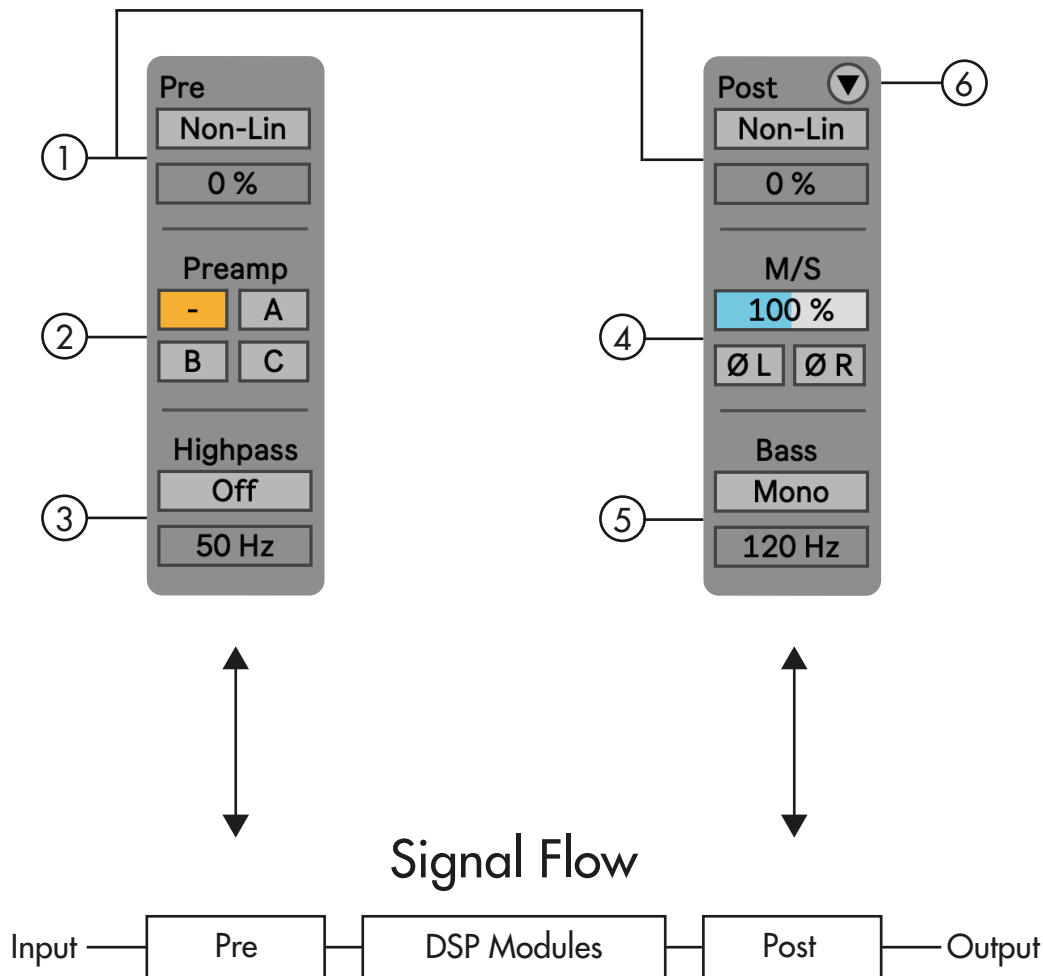 Pre
Non-Lin
0 %
1
Preamp
- A
B C
2
Highpass
Off
50 Hz
3
Post ▼
6
Non-Lin
0 %
M/S
100 %
Ø L Ø R
4
Bass
Mono
120 Hz
5
Signal Flow
Input Pre DSP Modules Post Output